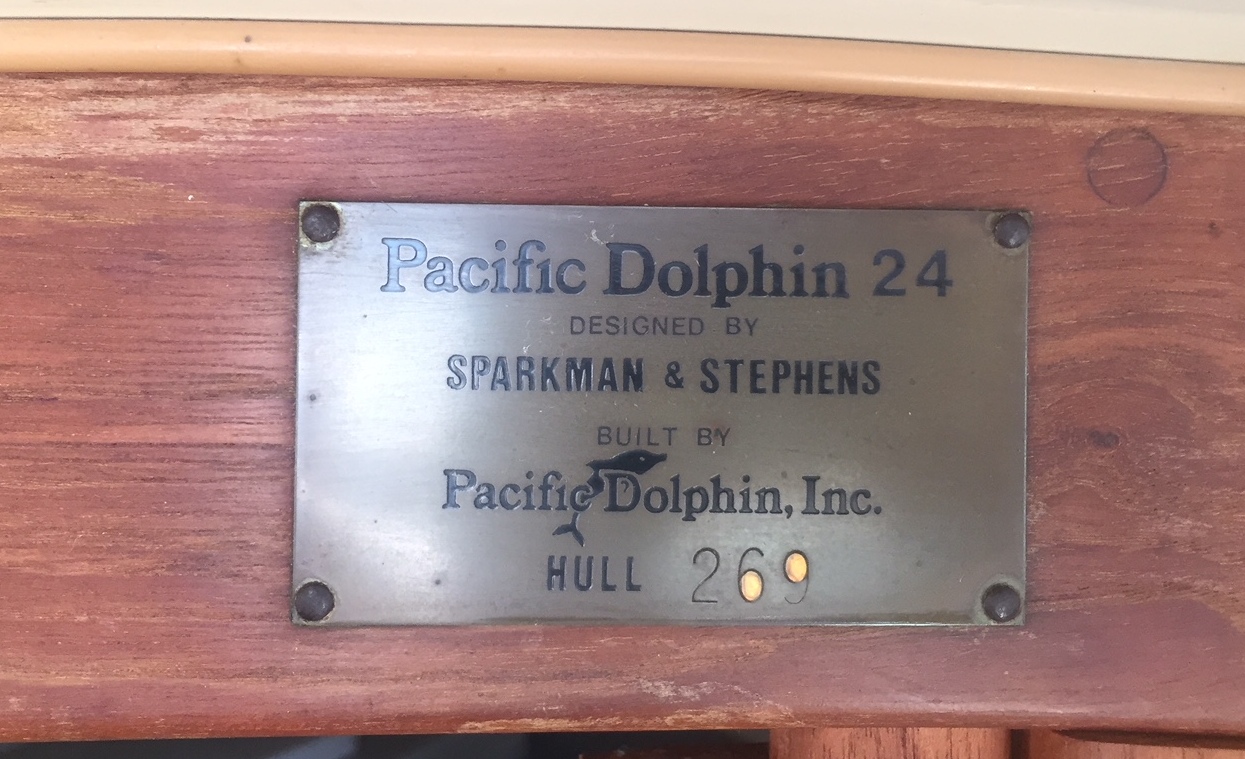 Pacific Dolphin 24
DESIGNED BY
SPARKMAN & STEPHENS
BUILT BY
Pacific Dolphin, Inc.
HULL 269